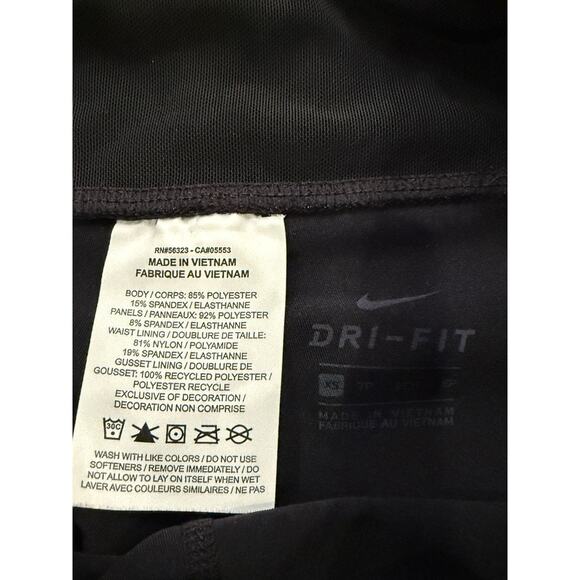 RN#56323 - CA#05553
MADE IN VIETNAM
FABRIQUE AU VIETNAM
BODY / CORPS: 85% POLYESTER
15% SPANDEX / ELASTHANNE
PANELS / PANNEAUX: 92% POLYESTER
8% SPANDEX / ELASTHANNE
WAIST LINING / DOUBLURE DE TAILLE:
81% NYLON / POLYAMIDE
19% SPANDEX / ELASTHANNE
GUSSET LINING / DOUBLURE DE
GOUSSET: 100% RECYCLED POLYESTER /
POLYESTER RECYCLE
EXCLUSIVE OF DECORATION /
DECORATION NON COMPRISE
30C
WASH WITH LIKE COLORS / DO NOT USE
SOFTENERS / REMOVE IMMEDIATELY / DO
NOT ALLOW TO LAY ON ITSELF WHEN WET
LAVER AVEC COULEURS SIMILAIRES / NE PAS
DRI-FIT
XS
MADE IN VIETNAM
FABRIQUE AU VIETNAM